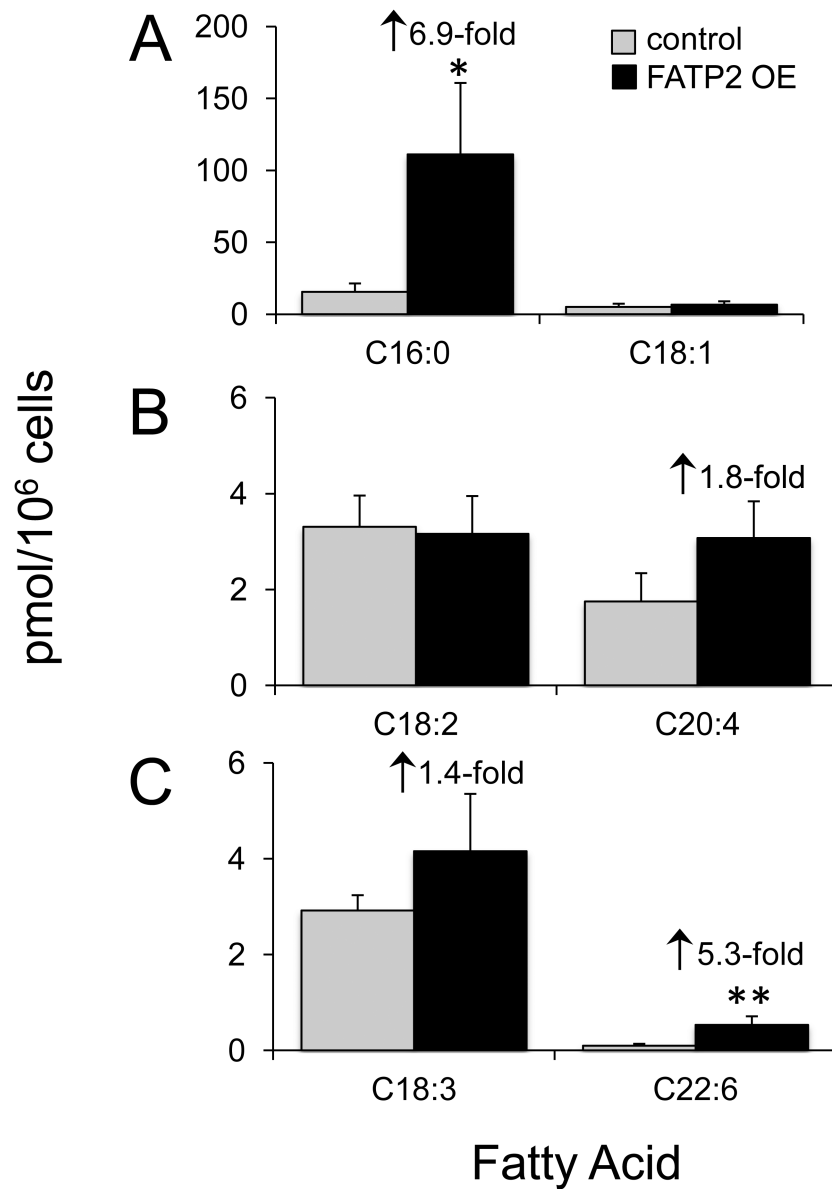 A
200
150
100
50
0
↑6.9-fold
*
control
FATP2 OE
C16:0
C18:1
pmol/10⁶ cells
B
6
4
2
0
↑1.8-fold
C18:2
C20:4
C
6
4
2
0
↑1.4-fold
↑5.3-fold
**
C18:3
C22:6
Fatty Acid